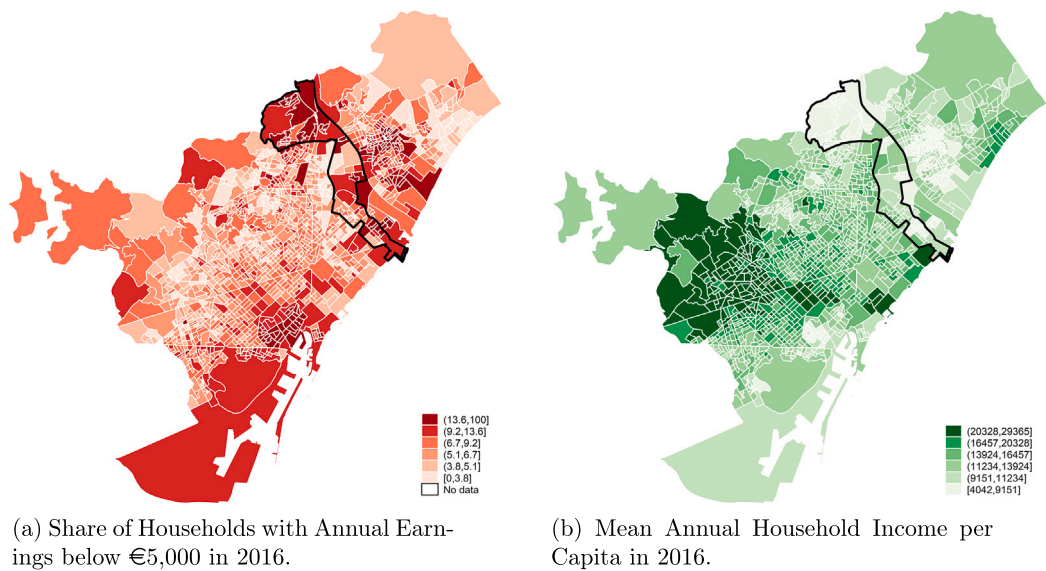 (13.6,100]
(9.2,13.6]
(6.7,9.2]
(5.1,6.7]
(3.8,5.1]
[0,3.8]
No data
(20328,29365]
(16457,20328]
(13924,16457]
(11234,13924]
(9151,11234]
[4042,9151]
(a) Share of Households with Annual Earn-
ings below €5,000 in 2016.
(b) Mean Annual Household Income per
Capita in 2016.